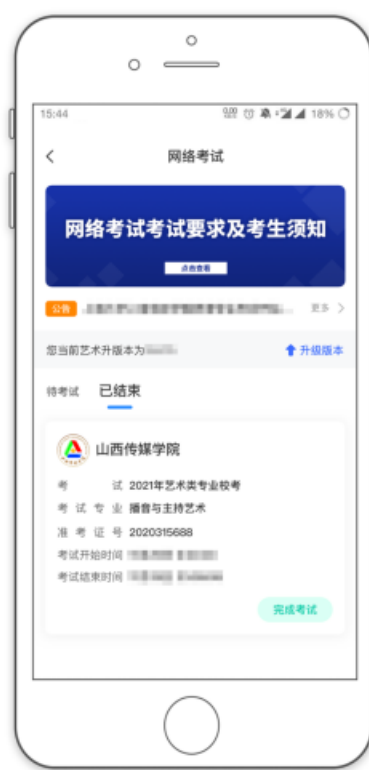 15:44
18%
网络考试
网络考试考试要求及考生须知
点击查看
公告
更多
您当前艺术升版本为
升级版本
待考试 已结束
山西传媒学院
考 试 2021年艺术类专业校考
考试专业 播音与主持艺术
准考证号 2020315688
考试开始时间
考试结束时间
完成考试